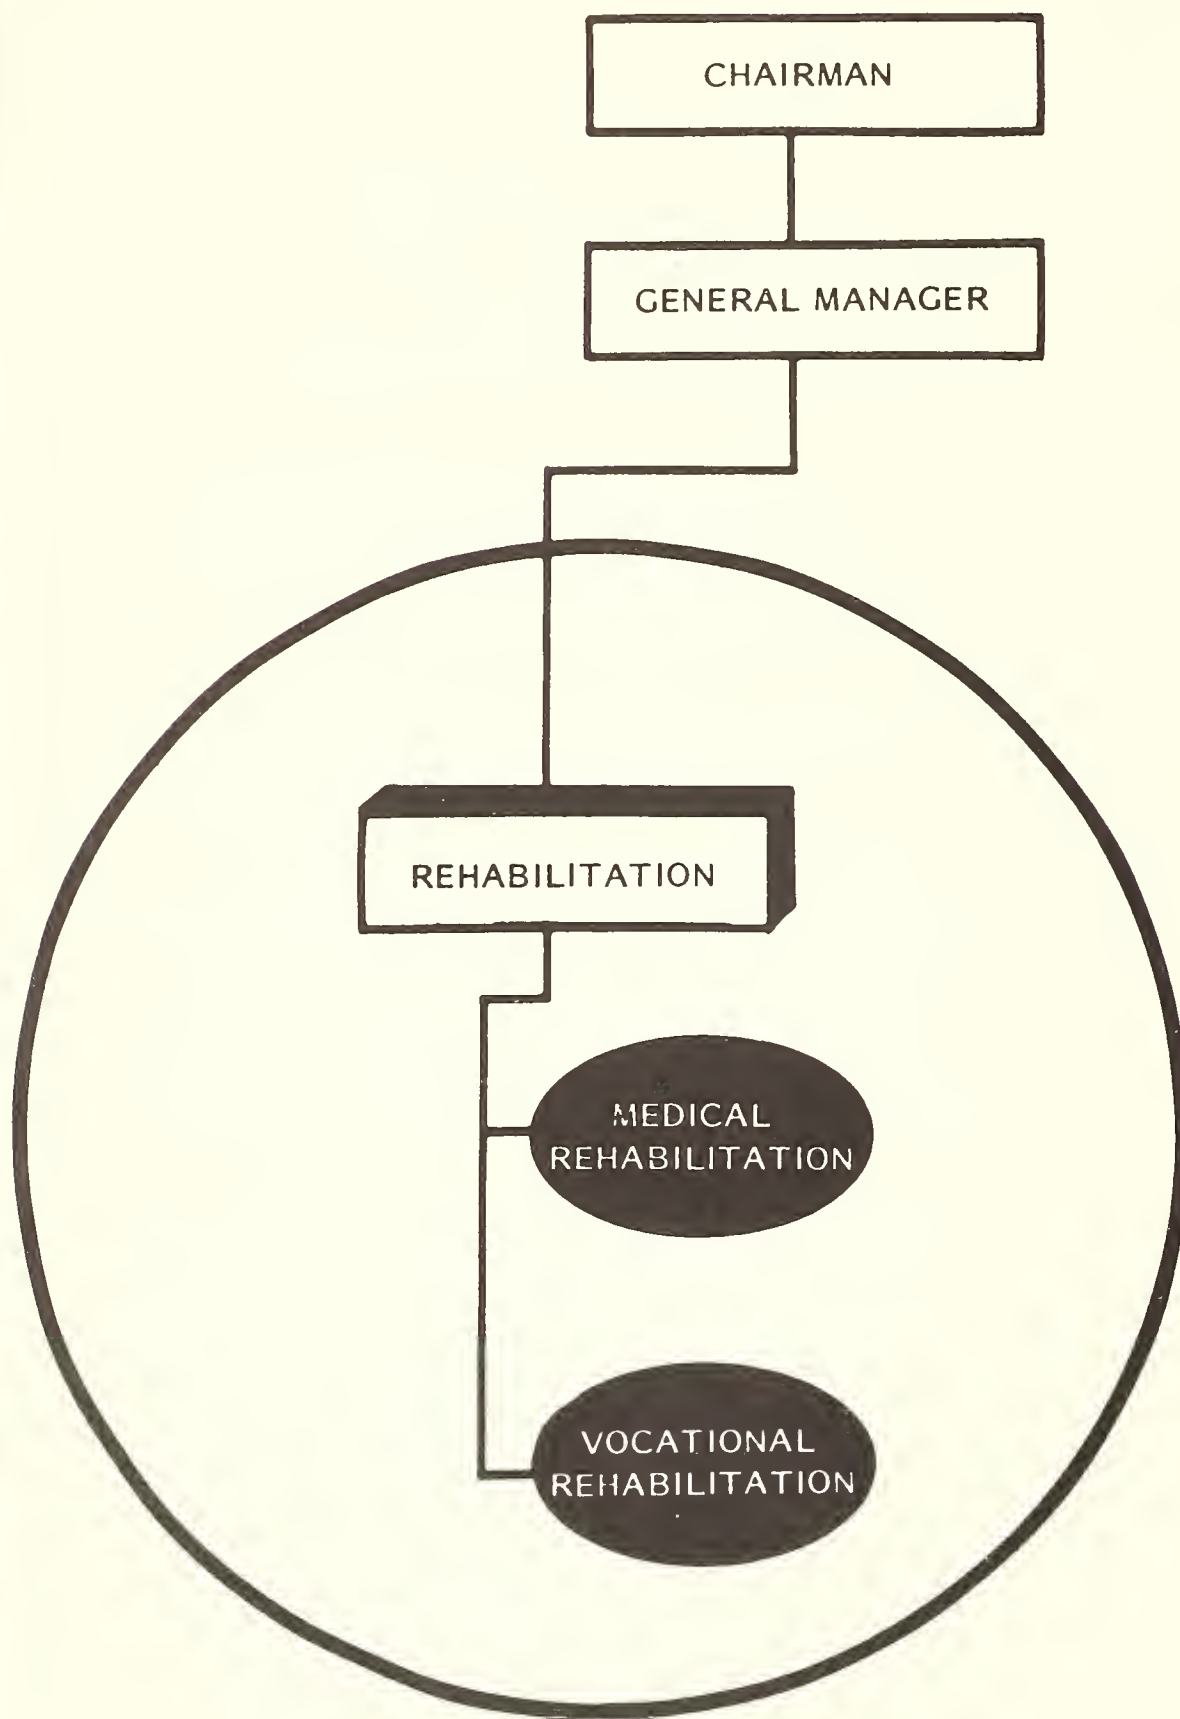 CHAIRMAN
GENERAL MANAGER
REHABILITATION
MEDICAL
REHABILITATION
VOCATIONAL
REHABILITATION